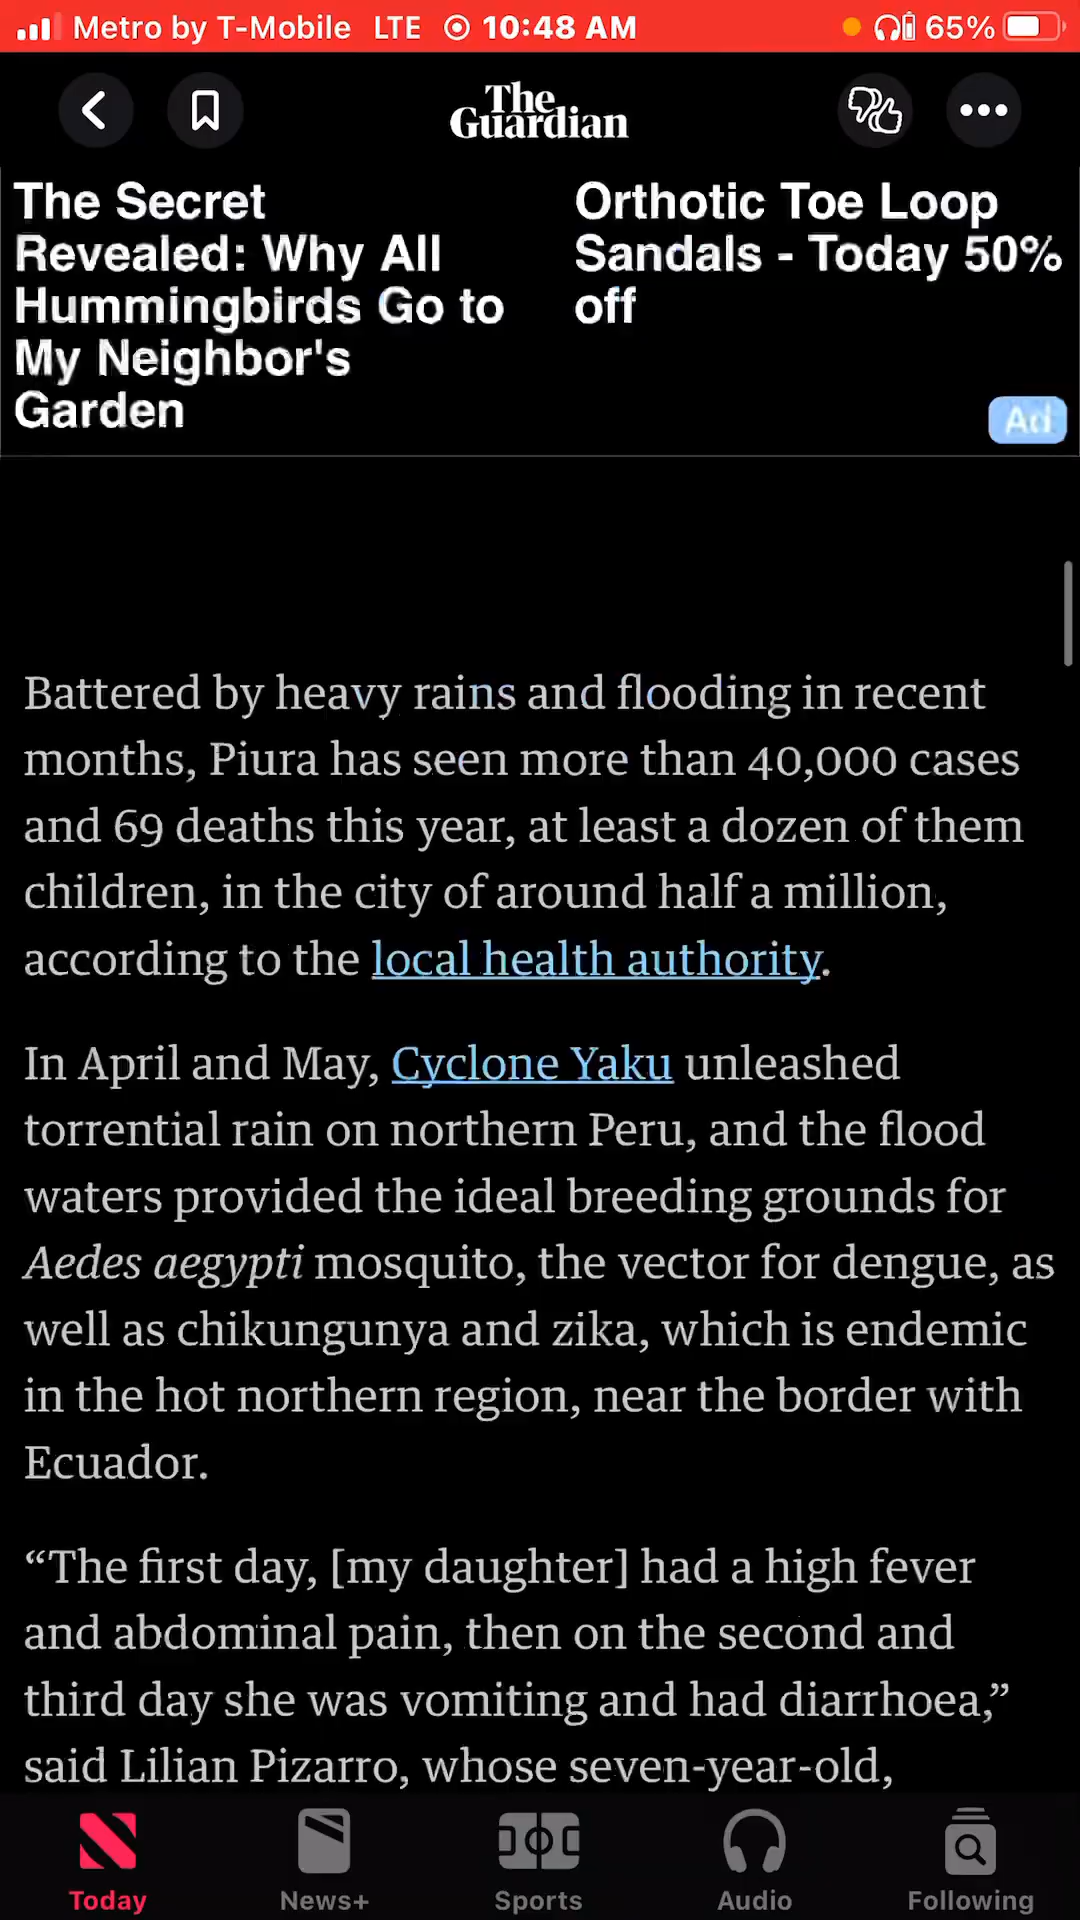 Metro by T-Mobile LTE 10:48 AM 65%
The Guardian
The Secret
Revealed: Why All
Hummingbirds Go to
My Neighbor's
Garden
Orthotic Toe Loop
Sandals - Today 50%
off
Ad
Battered by heavy rains and flooding in recent
months, Piura has seen more than 40,000 cases
and 69 deaths this year, at least a dozen of them
children, in the city of around half a million,
according to the local health authority.
In April and May, Cyclone Yaku unleashed
torrential rain on northern Peru, and the flood
waters provided the ideal breeding grounds for
Aedes aegypti mosquito, the vector for dengue, as
well as chikungunya and zika, which is endemic
in the hot northern region, near the border with
Ecuador.
“The first day, [my daughter] had a high fever
and abdominal pain, then on the second and
third day she was vomiting and had diarrhoea,”
said Lilian Pizarro, whose seven-year-old,
Today News+ Sports Audio Following